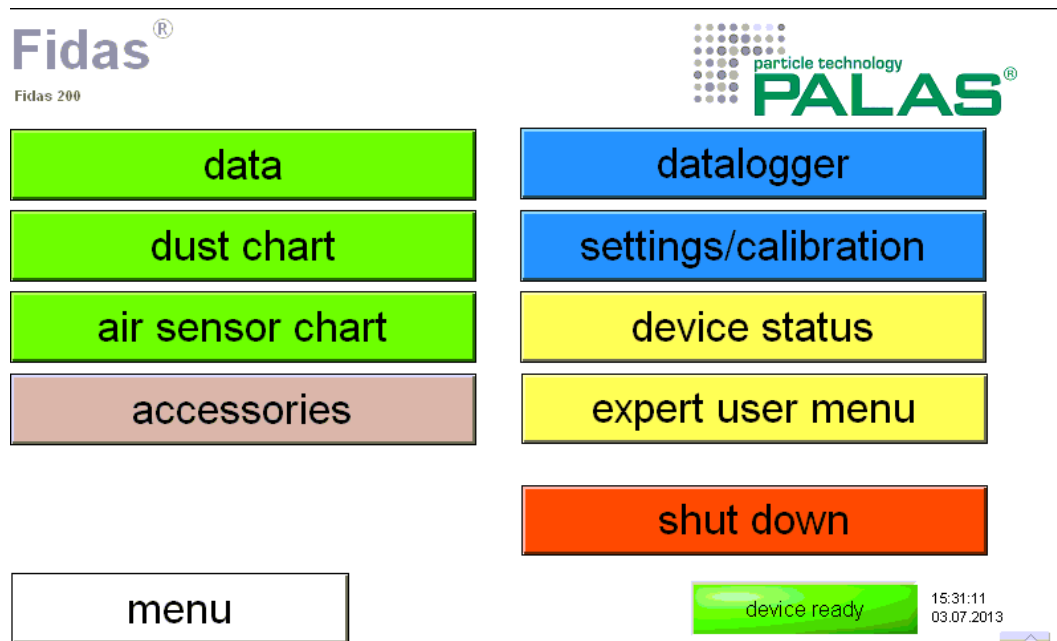 Fidas®
Fidas 200
particle technology
PALAS®
data
datalogger
dust chart
settings/calibration
air sensor chart
device status
accessories
expert user menu
shut down
menu
device ready
15:31:11
03.07.2013